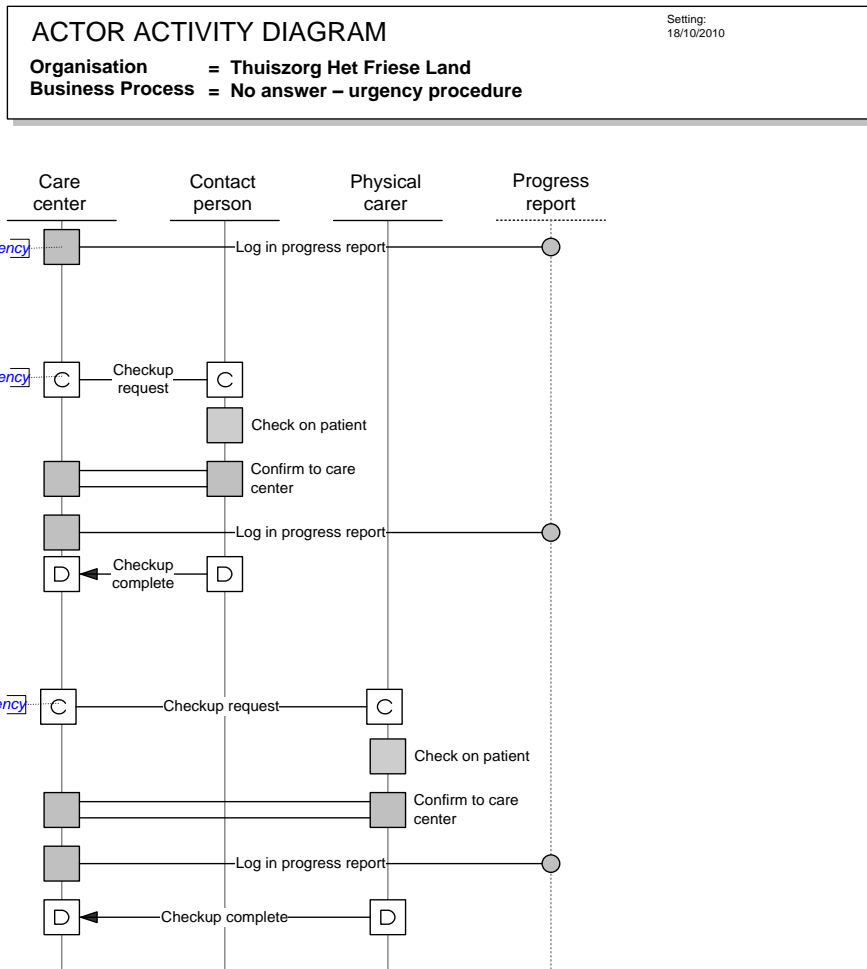 ACTOR ACTIVITY DIAGRAM
Setting:
18/10/2010
Organisation = Thuiszorg Het Friese Land
Business Process = No answer – urgency procedure
Care
center
Contact
person
Physical
carer
Progress
report
Log in progress report
C
Checkup
request
C
Check on patient
Confirm to care
center
Log in progress report
D
Checkup
complete
D
C
Checkup request
C
Check on patient
Confirm to care
center
Log in progress report
D
Checkup complete
D